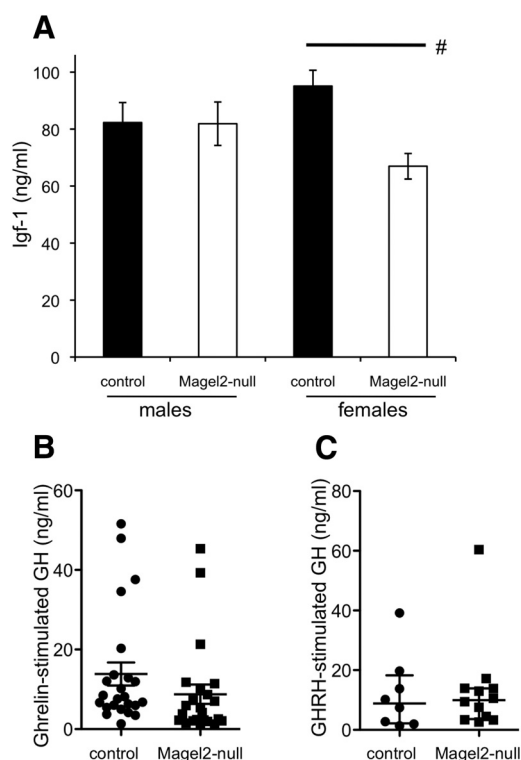 A
#
Igf-1 (ng/ml)
100
80
60
40
20
0
control Magel2-null control Magel2-null
males females
B
Ghrelin-stimulated GH (ng/ml)
60
40
20
0
control Magel2-null
C
GHRH-stimulated GH (ng/ml)
80
60
40
20
0
control Magel2-null